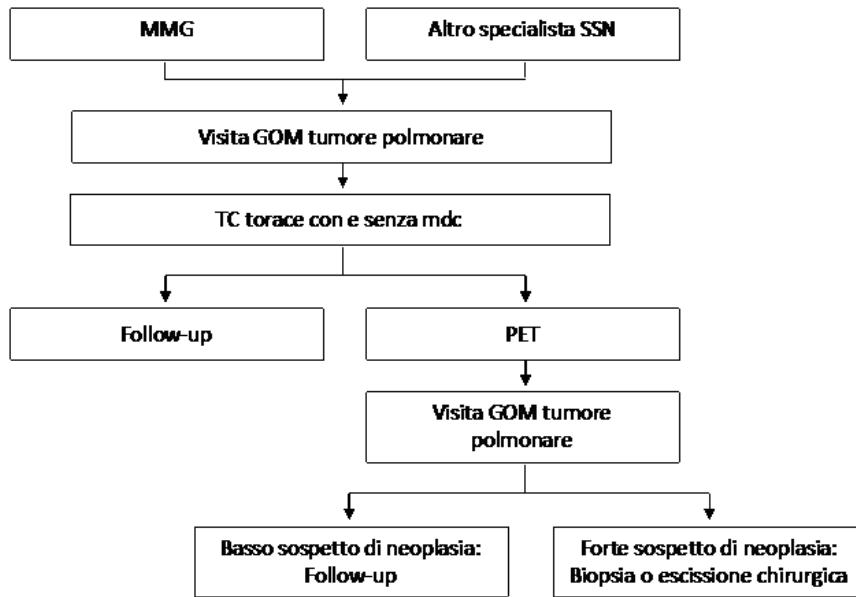 MMG
Altro specialista SSN
Visita GOM tumore polmonare
TC torace con e senza mdc
Follow-up
PET
Visita GOM tumore
polmonare
Basso sospetto di neoplasia:
Follow-up
Forte sospetto di neoplasia:
Biopsia o escissione chirurgica